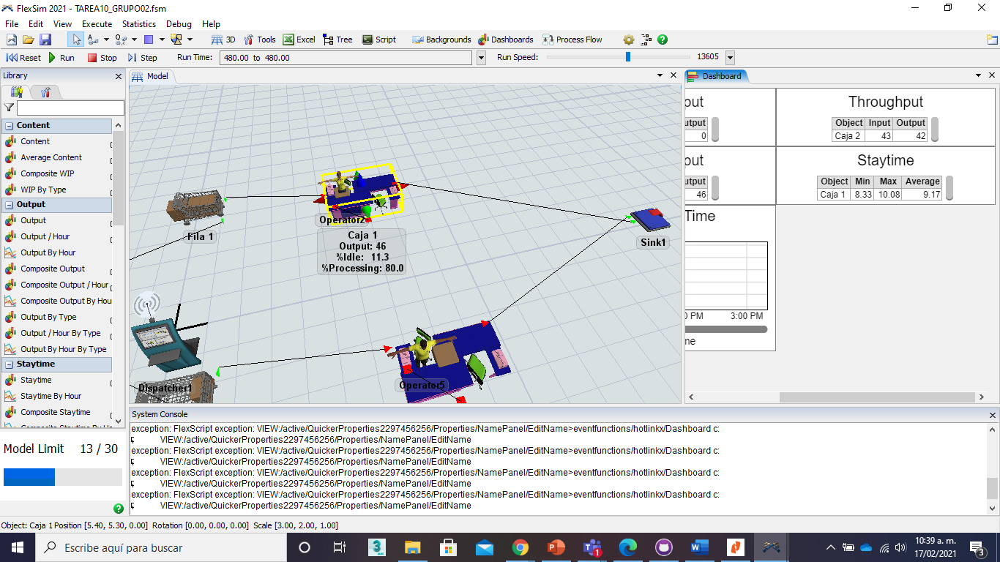 FlexSim 2021 - TAREA10_GRUPO02.fsm
File Edit View Execute Statistics Debug Help
3D Tools Excel Tree Script Backgrounds Dashboards Process Flow
Reset Run Stop Step Run Time: 480.00 to 480.00 Run Speed: 13605
Library
Content
Content
Average Content
Composite WIP
WIP By Type
Output
Output
Output / Hour
Output By Hour
Composite Output
Composite Output / Hour
Composite Output By Hou
Output By Type
Output / Hour By Type
Output By Hour By Type
Staytime
Staytime
Staytime By Hour
Composite Staytime
Composite Staytime By Hou
Model Limit 13 / 30
Model
Fila 1
Operator2
Caja 1
Output: 46
%Idle: 11.3
%Processing: 80.0
Sink1
Dispatcher1
Operator5
Dashboard
put
utput
0
put
utput
46
Time
0 PM 3:00 PM
me
Throughput
Object Input Output
Caja 2 43 42
Staytime
Object Min Max Average
Caja 1 8.33 10.08 9.17
System Console
exception: FlexScript exception: VIEW:/active/QuickerProperties2297456256/Properties/NamePanel/EditName>eventfunctions/hotlinkx/Dashboard c:
VIEW:/active/QuickerProperties2297456256/Properties/NamePanel/EditName
exception: FlexScript exception: VIEW:/active/QuickerProperties2297456256/Properties/NamePanel/EditName>eventfunctions/hotlinkx/Dashboard c:
VIEW:/active/QuickerProperties2297456256/Properties/NamePanel/EditName
exception: FlexScript exception: VIEW:/active/QuickerProperties2297456256/Properties/NamePanel/EditName>eventfunctions/hotlinkx/Dashboard c:
VIEW:/active/QuickerProperties2297456256/Properties/NamePanel/EditName
exception: FlexScript exception: VIEW:/active/QuickerProperties2297456256/Properties/NamePanel/EditName>eventfunctions/hotlinkx/Dashboard c:
VIEW:/active/QuickerProperties2297456256/Properties/NamePanel/EditName
Object: Caja 1 Position [5.40, 5.30, 0.00] Rotation [0.00, 0.00, 0.00] Scale [3.00, 2.00, 1.00]
Escribe aquí para buscar
10:39 a. m.
17/02/2021
3